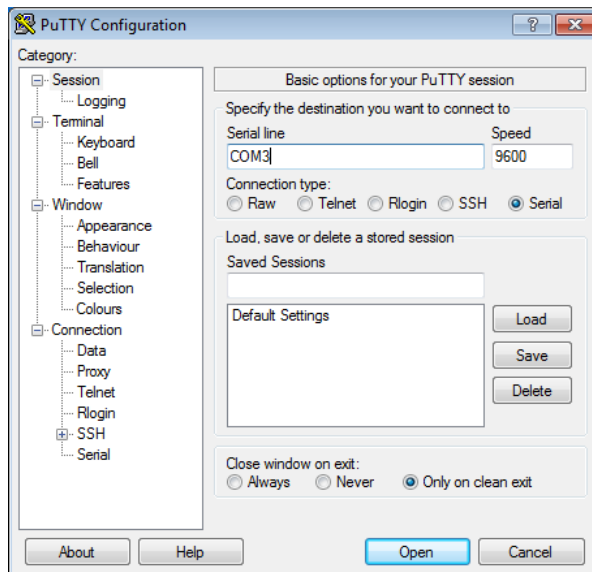 PuTTY Configuration
Category:
Session
Logging
Terminal
Keyboard
Bell
Features
Window
Appearance
Behaviour
Translation
Selection
Colours
Connection
Data
Proxy
Telnet
Rlogin
SSH
Serial
Basic options for your PuTTY session
Specify the destination you want to connect to
Serial line Speed
COM3 9600
Connection type:
Raw Telnet Rlogin SSH Serial
Load, save or delete a stored session
Saved Sessions
Default Settings
Load
Save
Delete
Close window on exit:
Always Never Only on clean exit
About Help Open Cancel